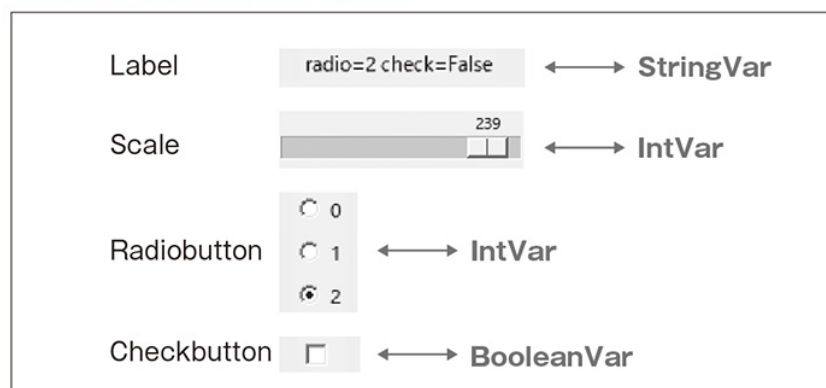 Label radio=2 check=False StringVar
239
Scale IntVar
0
Radiobutton 1 IntVar
2
Checkbutton BooleanVar